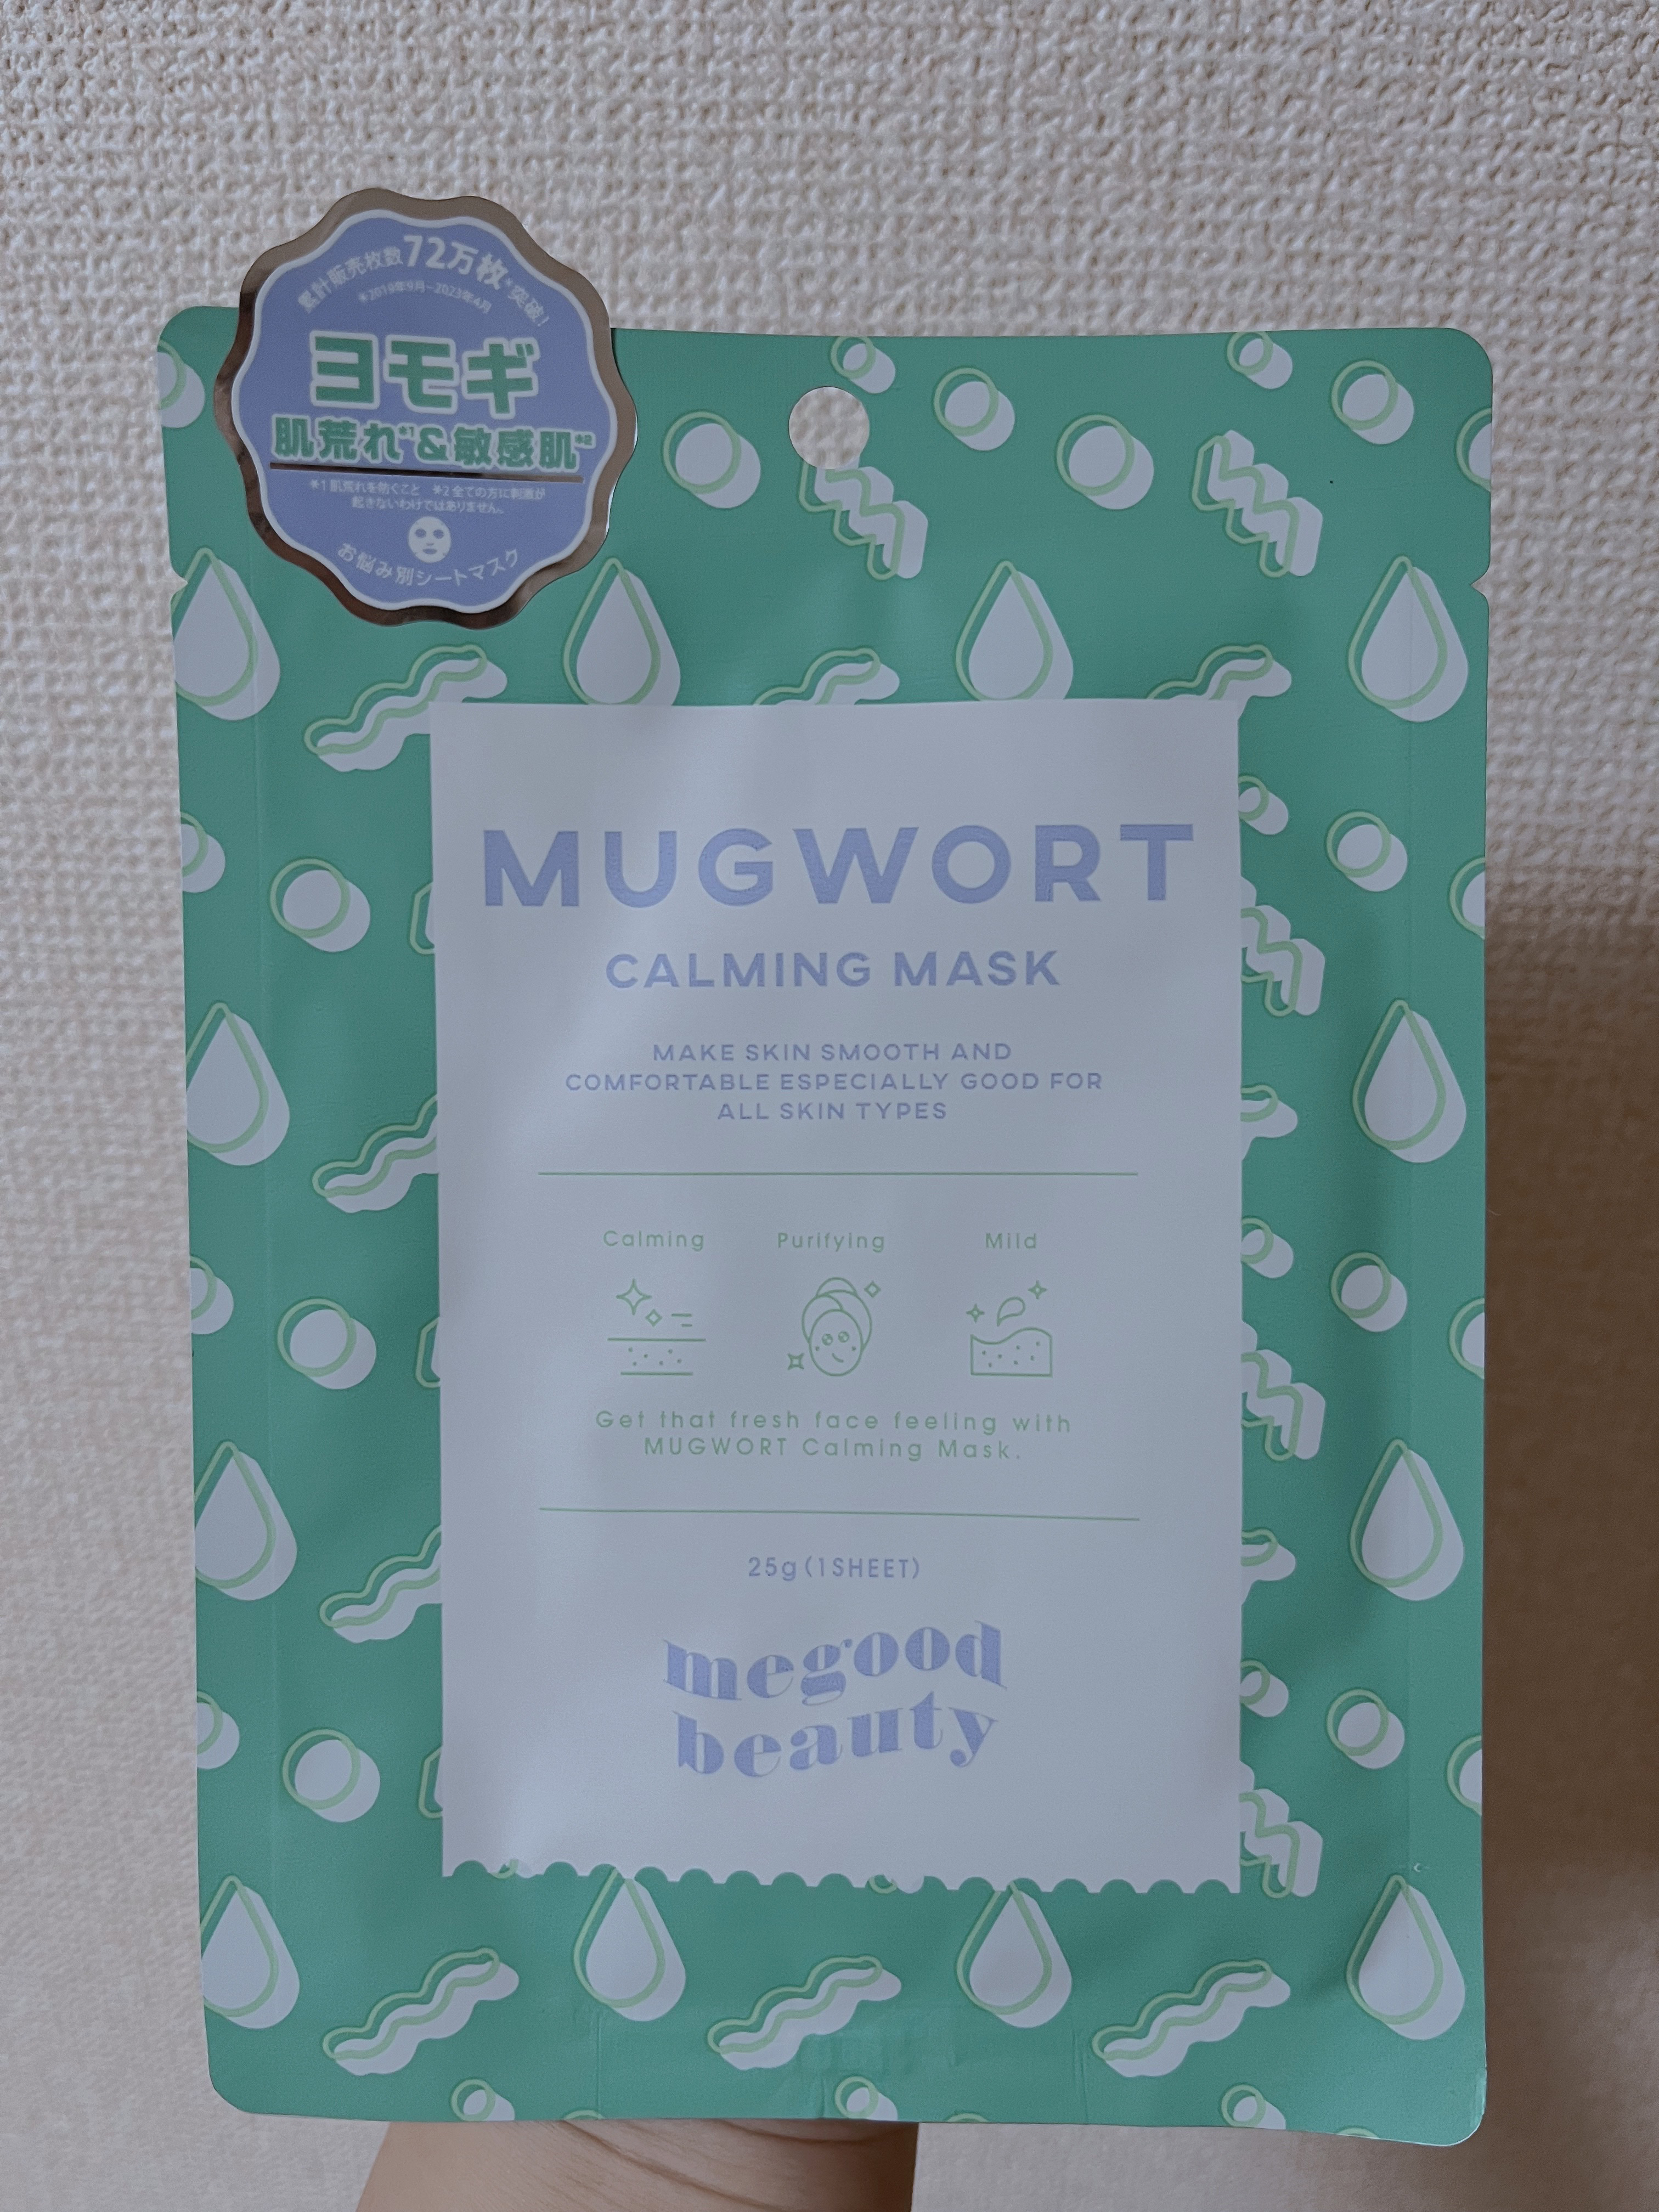 累計販売枚数72万枚*突破!
*2019年9月-2023年4月
ヨモギ
肌荒れ*1&敏感肌*2
*1 肌荒れを防ぐこと *2 全ての方に刺激が
起きないわけではありません。
お悩み別シートマスク
MUGWORT
CALMING MASK
MAKE SKIN SMOOTH AND
COMFORTABLE ESPECIALLY GOOD FOR
ALL SKIN TYPES
Calming Purifying Mild
Get that fresh face feeling with
MUGWORT Calming Mask.
25g(1SHEET)
megood
beauty